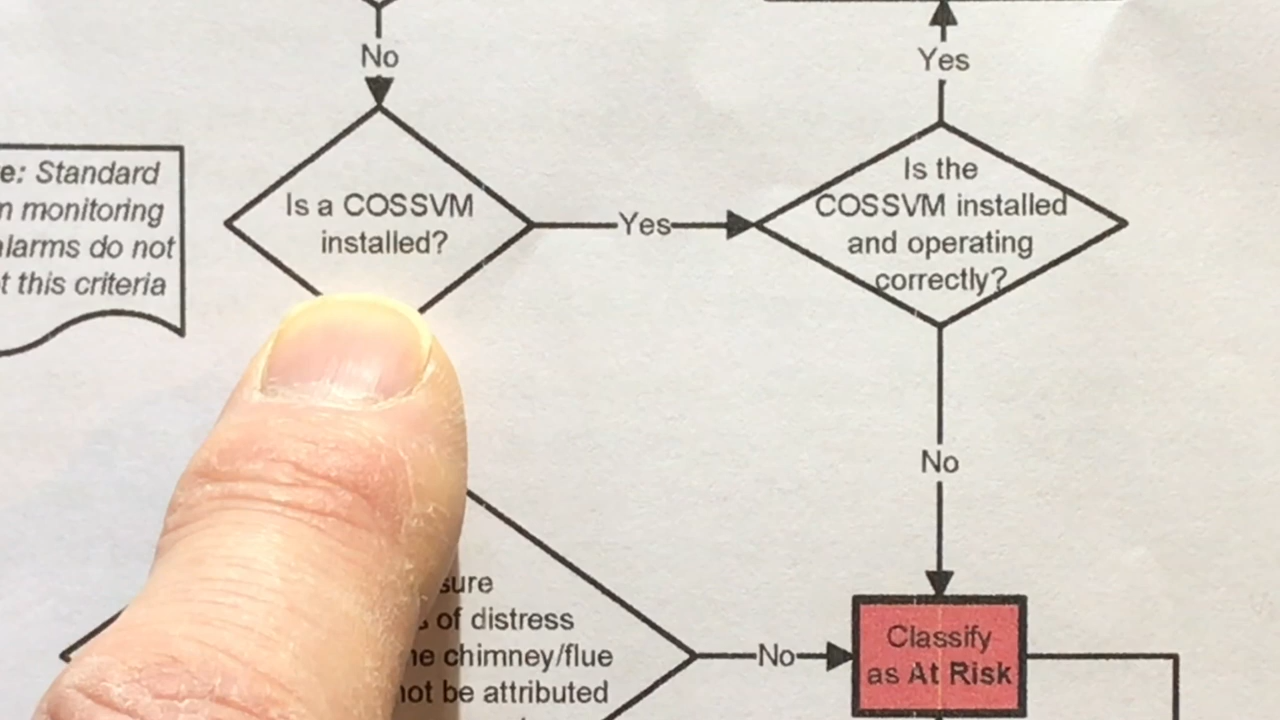 No
Yes
e: Standard
n monitoring
alarms do not
t this criteria
Is a COSSVM
installed?
Yes
Is the
COSSVM installed
and operating
correctly?
No
sure
of distress
he chimney/flue
not be attributed
No
Classify
as At Risk